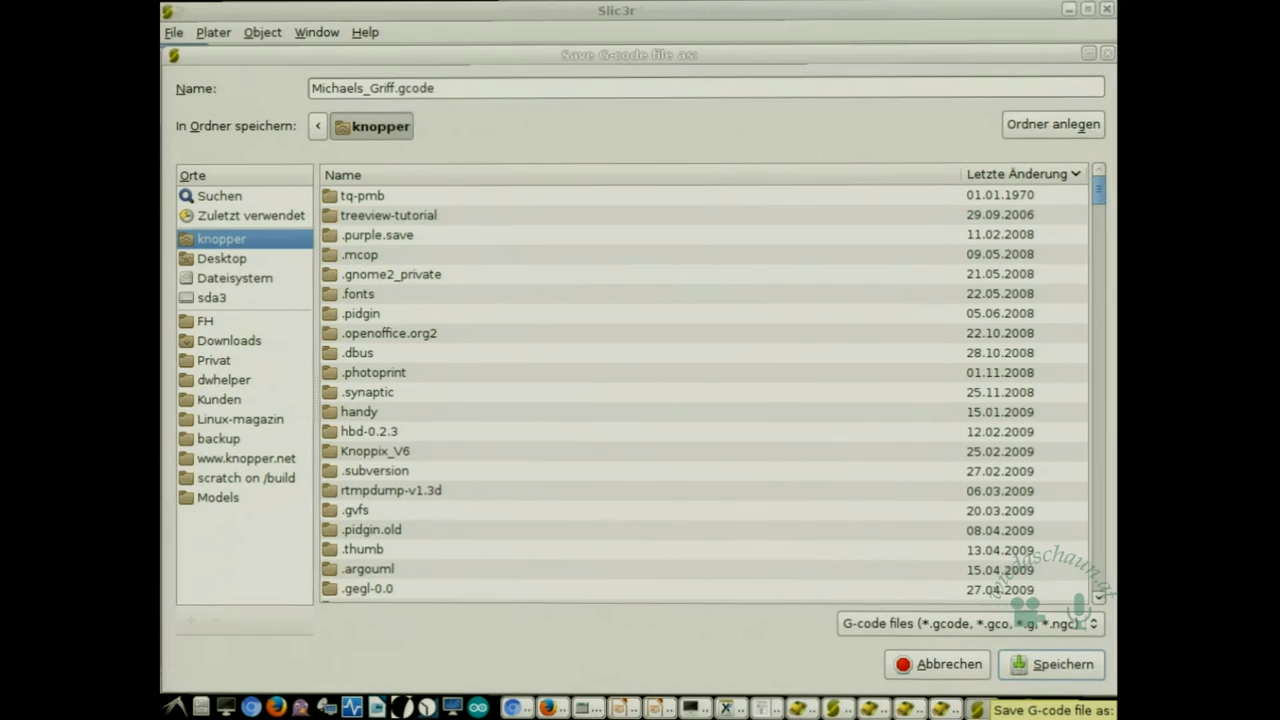 Slic3r
File Plater Object Window Help
Save G-code file as:
Name: Michaels_Griff.gcode
In Ordner speichern: knopper Ordner anlegen
Orte Name Letzte Änderung
Suchen tq-pmb 01.01.1970
Zuletzt verwendet treeview-tutorial 29.09.2006
knopper .purple.save 11.02.2008
Desktop .mcop 09.05.2008
Dateisystem .gnome2_private 21.05.2008
sda3 .fonts 22.05.2008
FH .pidgin 05.06.2008
Downloads .openoffice.org2 22.10.2008
Privat .dbus 28.10.2008
dwhelper .photoprint 01.11.2008
Kunden .synaptic 25.11.2008
Linux-magazin handy 15.01.2009
backup hbd-0.2.3 12.02.2009
www.knopper.net Knoppix_V6 25.02.2009
scratch on /build .subversion 27.02.2009
Models rtmpdump-v1.3d 06.03.2009
.gvfs 20.03.2009
.pidgin.old 08.04.2009
.thumb 13.04.2009
.argouml 15.04.2009
.gegl-0.0 27.04.2009
G-code files (*.gcode, *.gco, *.g, *.ngc)
Abbrechen Speichern
Save G-code file as: